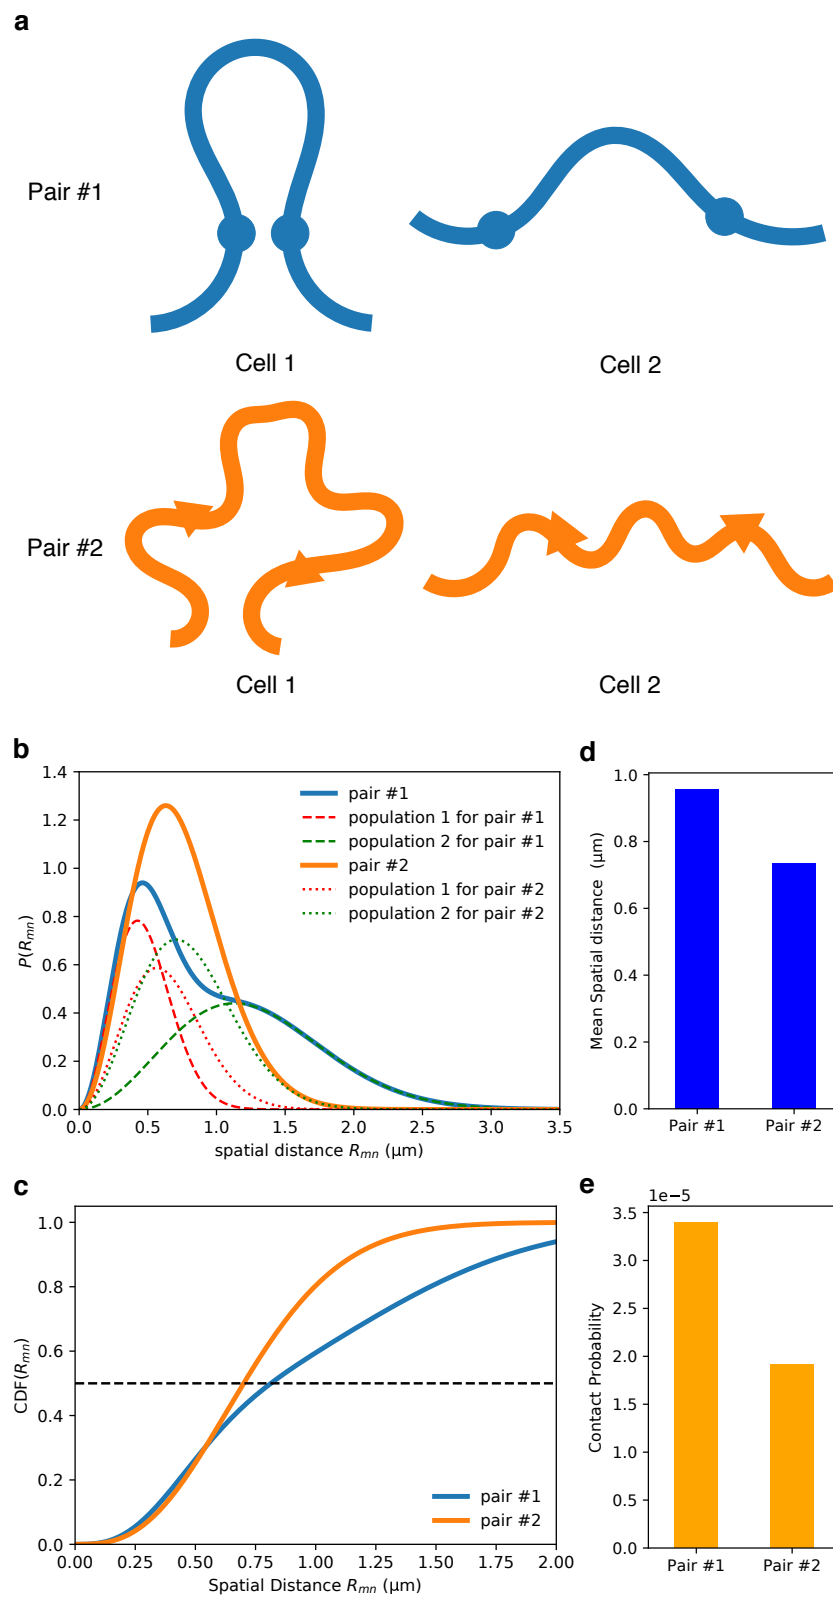 a
Pair #1
Cell 1
Cell 2
Pair #2
Cell 1
Cell 2
b
1.4
1.2
1.0
0.8
0.6
0.4
0.2
0.0
P(Rmn)
pair #1
population 1 for pair #1
population 2 for pair #1
pair #2
population 1 for pair #2
population 2 for pair #2
0.0 0.5 1.0 1.5 2.0 2.5 3.0 3.5
spatial distance Rmn (μm)
d
1.0
0.8
0.6
0.4
0.2
0.0
Mean Spatial distance (μm)
Pair #1 Pair #2
c
1.0
0.8
0.6
0.4
0.2
0.0
CDF(Rmn)
pair #1
pair #2
0.00 0.25 0.50 0.75 1.00 1.25 1.50 1.75 2.00
Spatial Distance Rmn (μm)
e
1e−5
3.5
3.0
2.5
2.0
1.5
1.0
0.5
0.0
Contact Probability
Pair #1 Pair #2